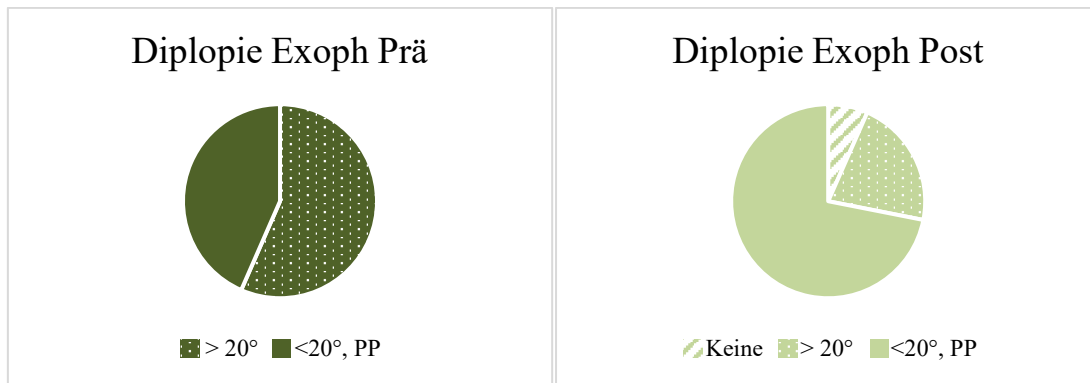 Diplopie Exoph Prä
> 20° <20°, PP
Diplopie Exoph Post
Keine > 20° <20°, PP